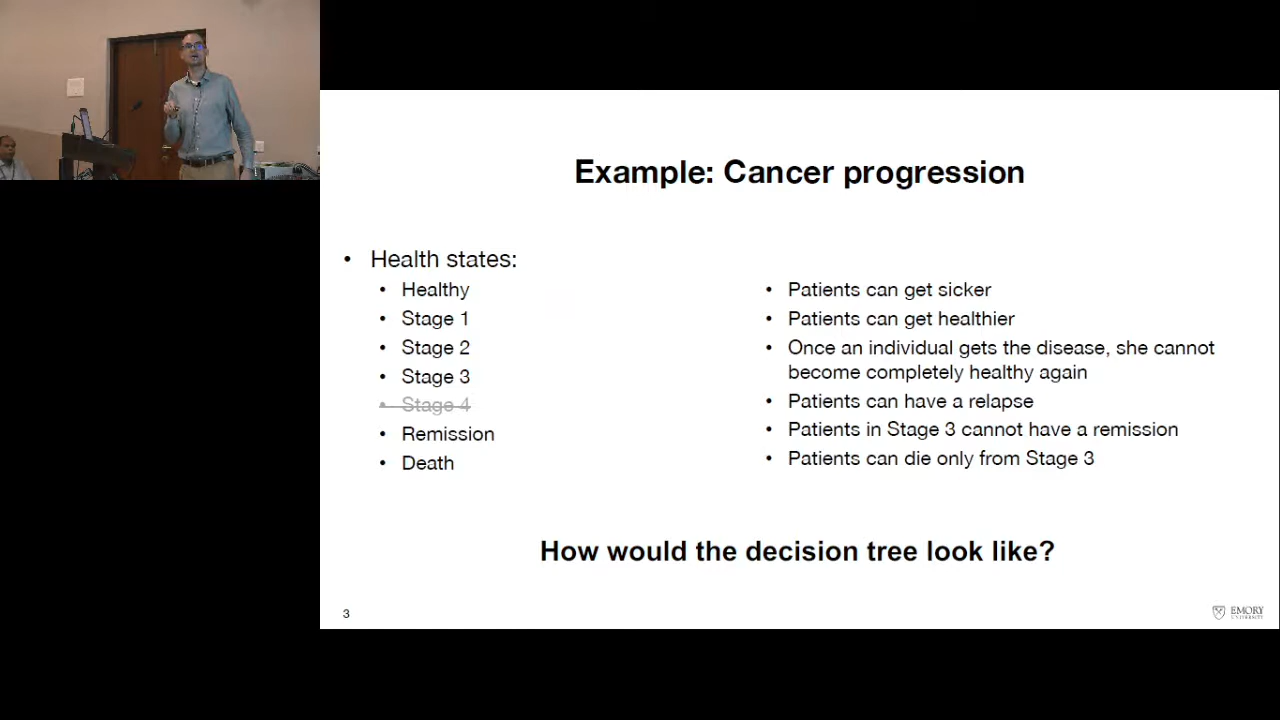 Example: Cancer progression
• Health states:
• Healthy
• Stage 1
• Stage 2
• Stage 3
• Stage 4
• Remission
• Death
• Patients can get sicker
• Patients can get healthier
• Once an individual gets the disease, she cannot
become completely healthy again
• Patients can have a relapse
• Patients in Stage 3 cannot have a remission
• Patients can die only from Stage 3
How would the decision tree look like?
3
EMORY
UNIVERSITY